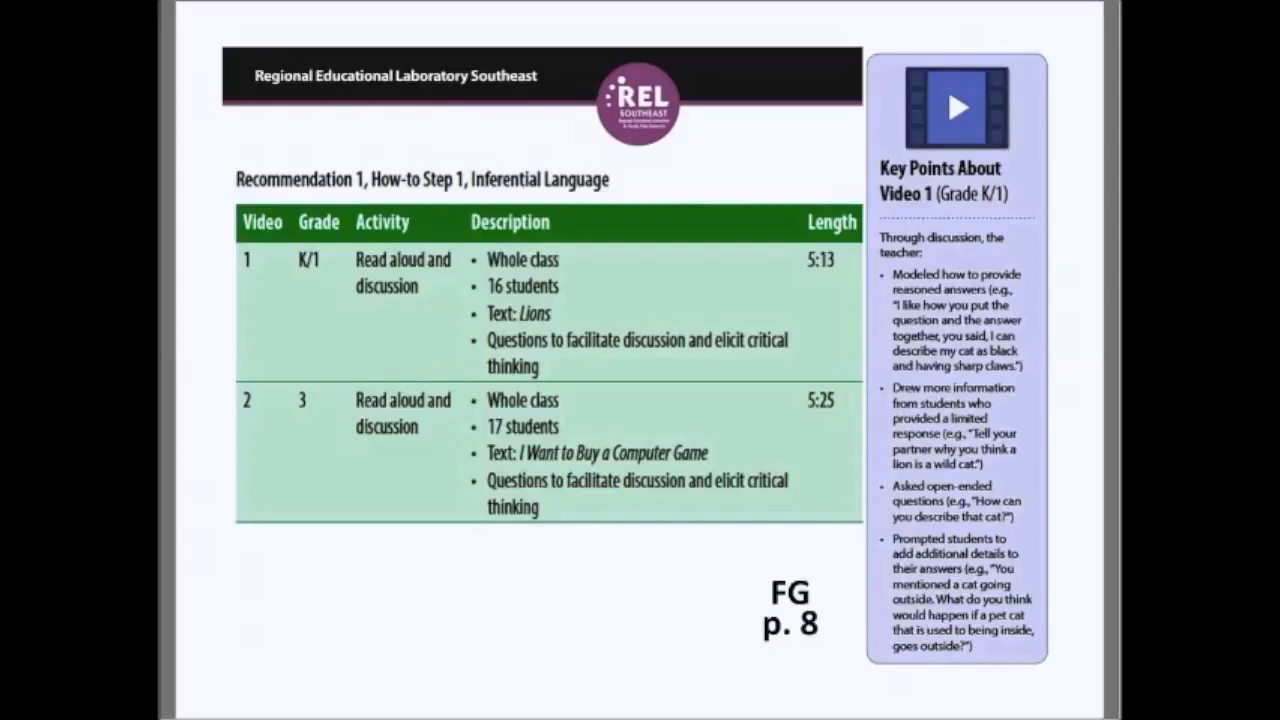 Regional Educational Laboratory Southeast
REL
SOUTHEAST
Recommendation 1, How-to Step 1, Inferential Language
Video Grade Activity Description Length
1 K/1 Read aloud and • Whole class 5:13
discussion • 16 students
• Text: Lions
• Questions to facilitate discussion and elicit critical
thinking
2 3 Read aloud and • Whole class 5:25
discussion • 17 students
• Text: I Want to Buy a Computer Game
• Questions to facilitate discussion and elicit critical
thinking
FG
p. 8
Key Points About
Video 1 (Grade K/1)
Through discussion, the
teacher:
• Modeled how to provide
reasoned answers (e.g.,
"I like how you put the
question and the answer
together, you said, I can
describe my cat as black
and having sharp claws.")
• Drew more information
from students who
provided a limited
response (e.g., "Tell your
partner why you think a
lion is a wild cat.")
• Asked open-ended
questions (e.g., "How can
you describe that cat?")
• Prompted students to
add additional details to
their answers (e.g., "You
mentioned a cat going
outside. What do you think
would happen if a pet cat
that is used to being inside,
goes outside?")